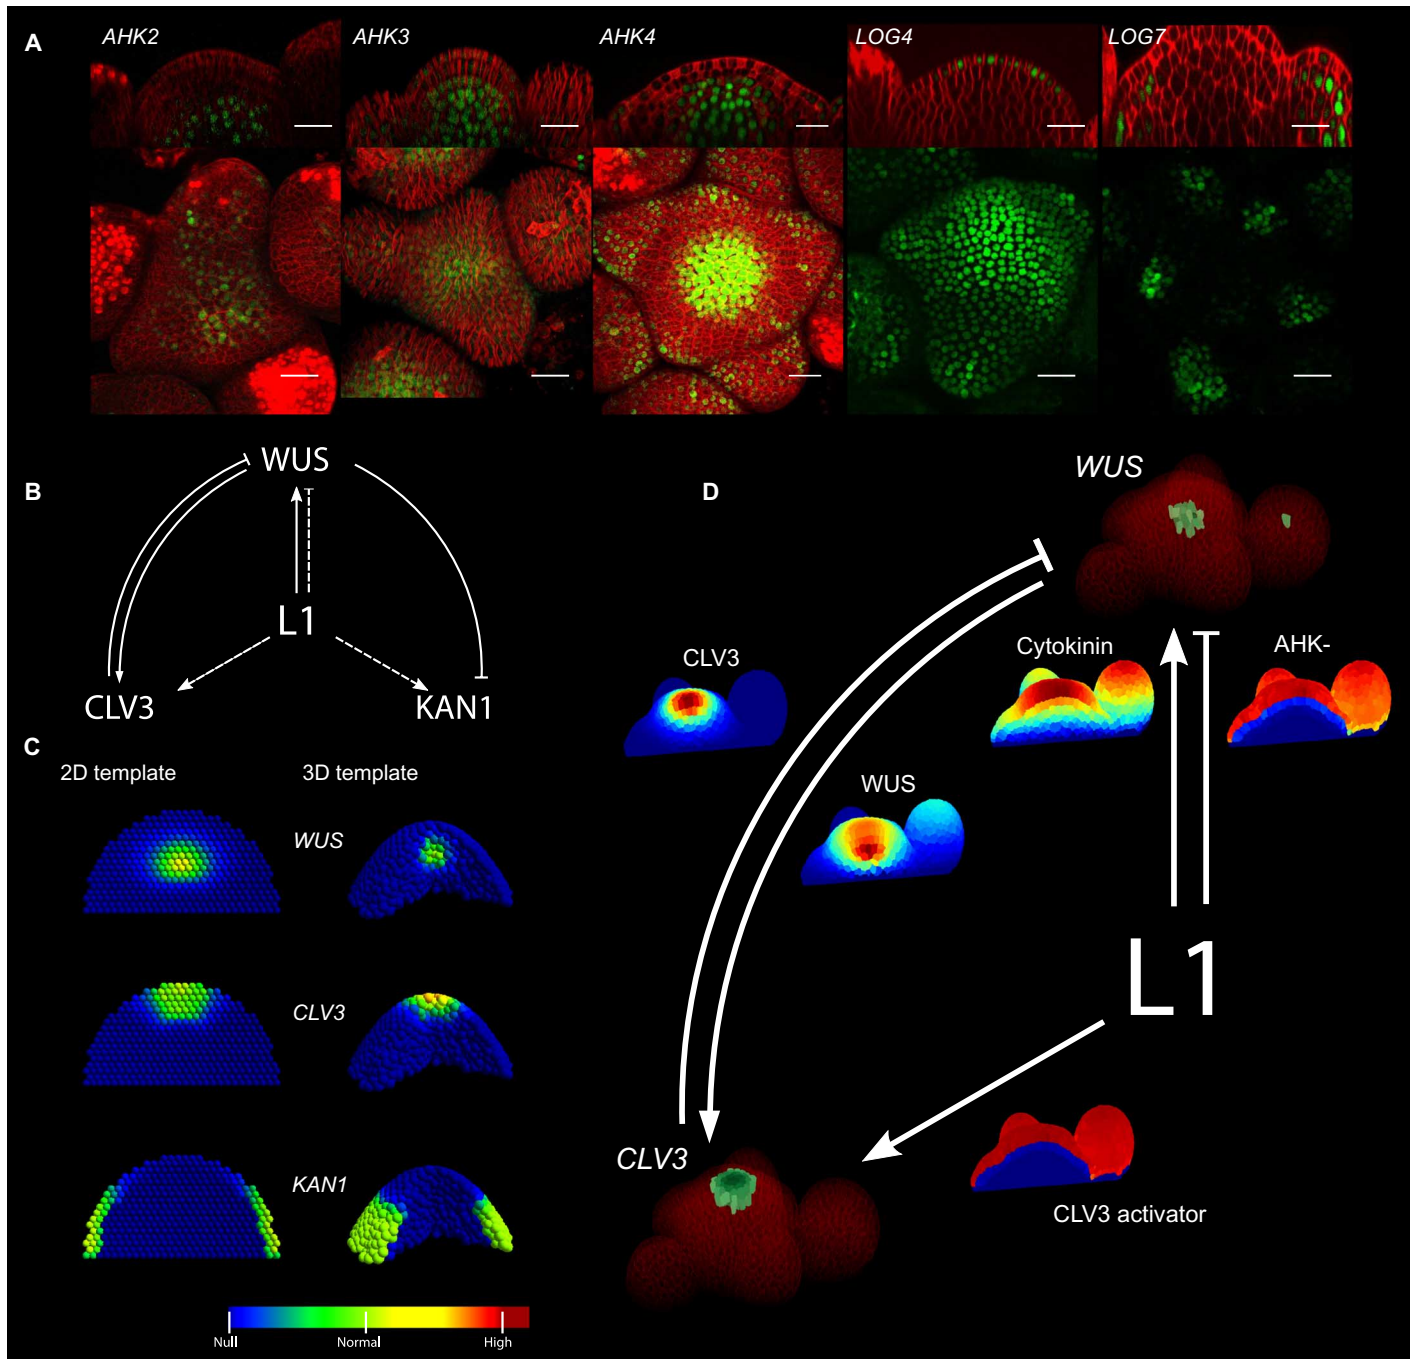 A
AHK2
AHK3
AHK4
LOG4
LOG7
B
WUS
L1
CLV3
KAN1
C
2D template
3D template
WUS
CLV3
KAN1
Null
Normal
High
D
WUS
CLV3
Cytokinin
AHK-
WUS
L1
CLV3
CLV3 activator